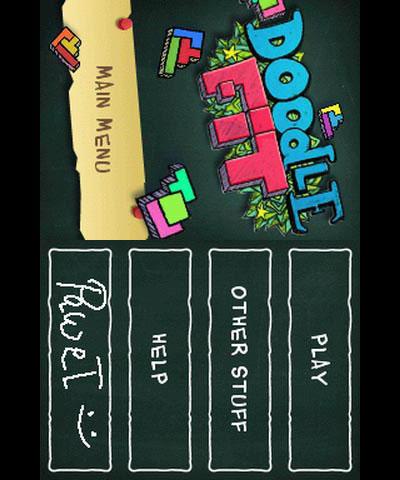 DOODLE
FIT
MAIN MENU
PLAY
OTHER STUFF
HELP
Paweł :)